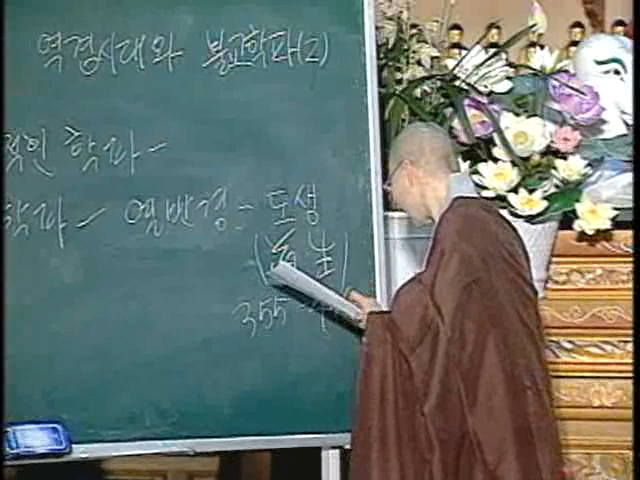 역경시대와 불교학파(2)
적인 학파-
학파- 열반경 - 도생
(道生)
355-